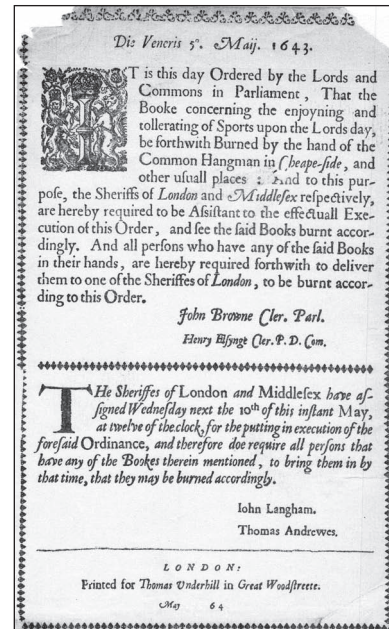 Die Veneris 5º. Maij. 1643.
IT is this day Ordered by the Lords and
Commons in Parliament, That the
Booke concerning the enjoyning and
tollerating of Sports upon the Lords day,
be forthwith Burned by the hand of the
Common Hangman in Cheape-ſide, and
other uſuall places : And to this pur-
poſe, the Sheriffs of London and Middleſex reſpectively,
are hereby required to be Aſsiſtant to the effectuall Exe-
cution of this Order, and ſee the ſaid Books burnt accor-
dingly. And all perſons who have any of the ſaid Books
in their hands, are hereby required forthwith to deliver
them to one of the Sheriffes of London, to be burnt accor-
ding to this Order.
John Browne Cler. Parl.
Henry Elſynge Cler. P. D. Com.
THe Sheriffes of London and Middleſex have aſ-
ſigned Wedneſday next the 10th of this inſtant May,
at twelve of the clock, for the putting in execution of the
foreſaid Ordinance, and therefore doe require all perſons that
have any of the Bookes therein mentioned, to bring them in by
that time, that they may be burned accordingly.
Iohn Langham.
Thomas Andrewes.
LONDON:
Printed for Thomas Vnderhill in Great Woodſtreete.
May 64